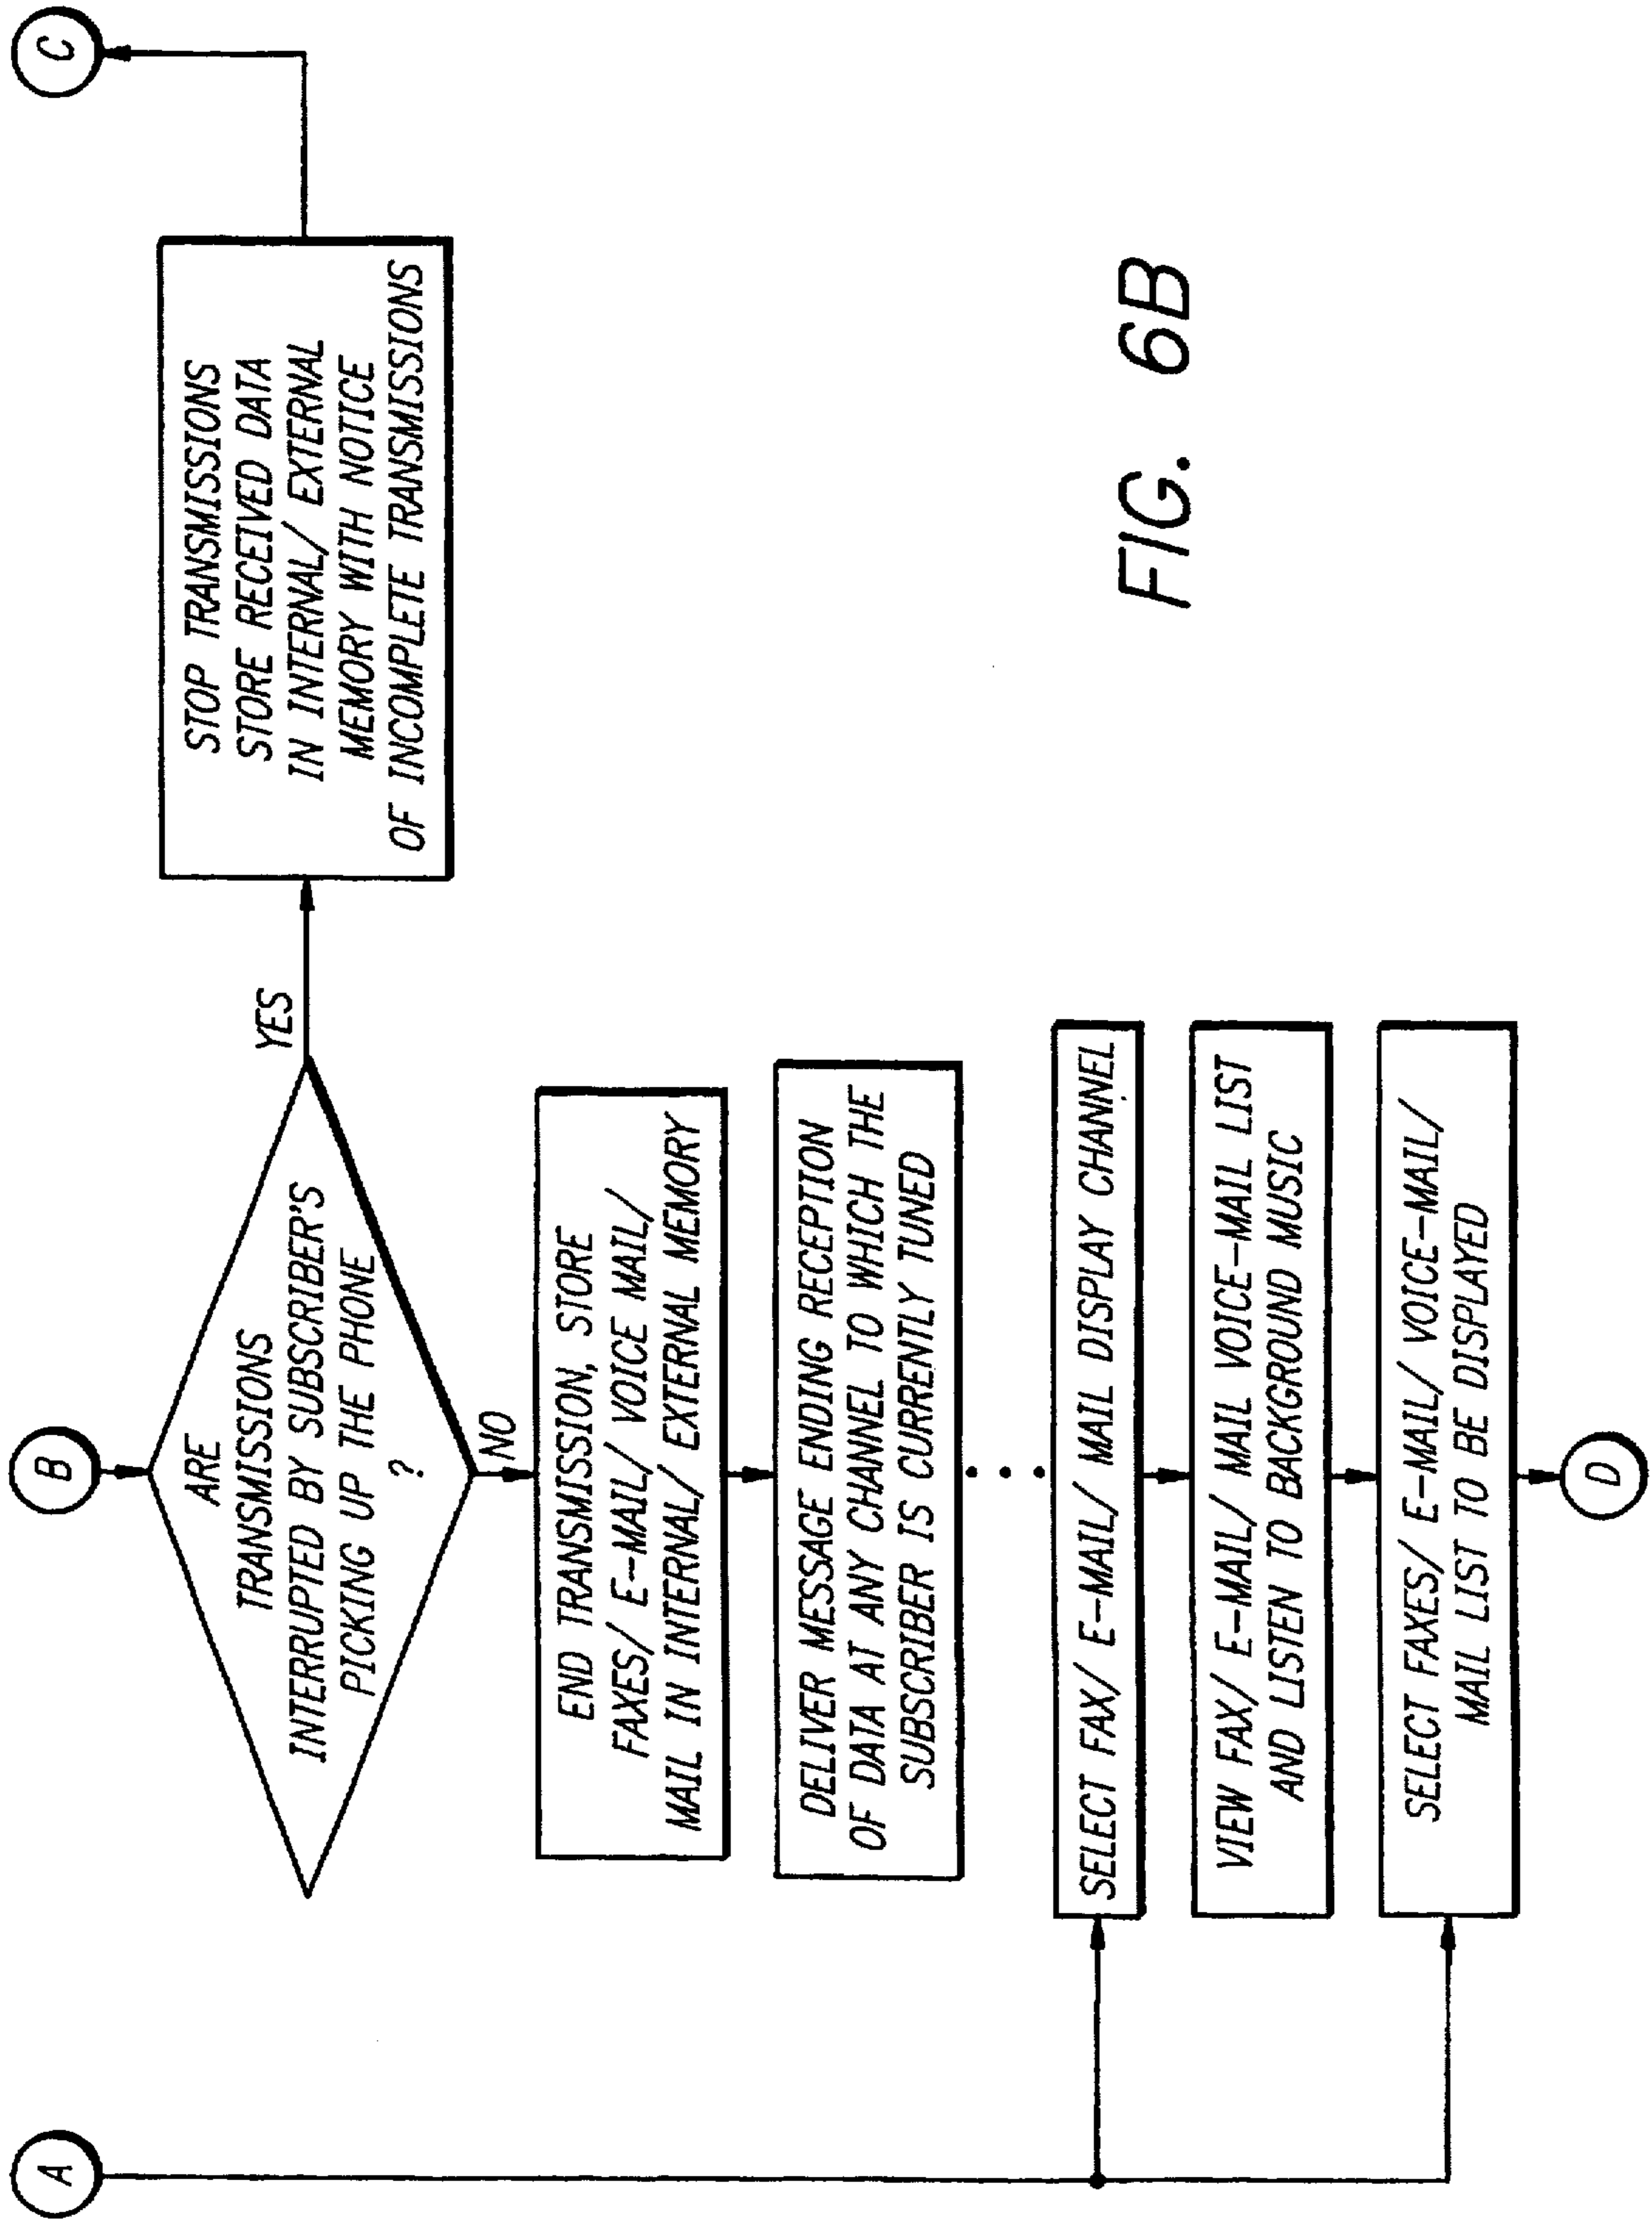 A
B
C
ARE
TRANSMISSIONS
INTERRUPTED BY SUBSCRIBER'S
PICKING UP THE PHONE
?
YES
STOP TRANSMISSIONS
STORE RECEIVED DATA
IN INTERNAL/ EXTERNAL
MEMORY WITH NOTICE
OF INCOMPLETE TRANSMISSIONS
NO
END TRANSMISSION, STORE
FAXES/ E-MAIL/ VOICE MAIL/
MAIL IN INTERNAL/ EXTERNAL MEMORY
DELIVER MESSAGE ENDING RECEPTION
OF DATA AT ANY CHANNEL TO WHICH THE
SUBSCRIBER IS CURRENTLY TUNED
SELECT FAX/ E-MAIL/ MAIL DISPLAY CHANNEL
VIEW FAX/ E-MAIL/ MAIL VOICE-MAIL LIST
AND LISTEN TO BACKGROUND MUSIC
SELECT FAXES/ E-MAIL/ VOICE-MAIL/
MAIL LIST TO BE DISPLAYED
D
FIG. 6B